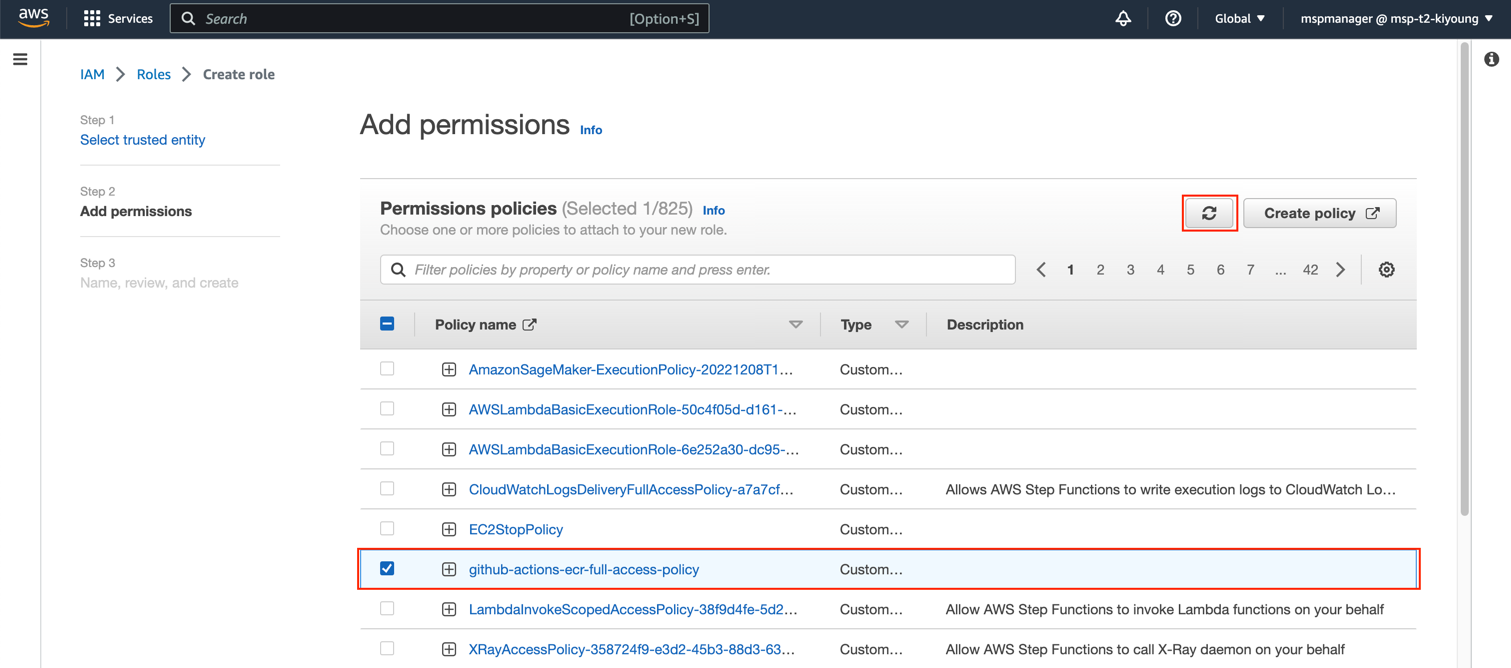 aws Services Search [Option+S] Global ▼ mspmanager @ msp-t2-kiyoung ▼
IAM > Roles > Create role
Step 1
Select trusted entity
Step 2
Add permissions
Step 3
Name, review, and create
Add permissions Info
Permissions policies (Selected 1/825) Info
Create policy
Choose one or more policies to attach to your new role.
Filter policies by property or policy name and press enter.
1 2 3 4 5 6 7 ... 42
Policy name Type Description
AmazonSageMaker-ExecutionPolicy-20221208T1... Custom...
AWSLambdaBasicExecutionRole-50c4f05d-d161-... Custom...
AWSLambdaBasicExecutionRole-6e252a30-dc95-... Custom...
CloudWatchLogsDeliveryFullAccessPolicy-a7a7cf... Custom... Allows AWS Step Functions to write execution logs to CloudWatch Lo...
EC2StopPolicy Custom...
github-actions-ecr-full-access-policy Custom...
LambdaInvokeScopedAccessPolicy-38f9d4fe-5d2... Custom... Allow AWS Step Functions to invoke Lambda functions on your behalf
XRayAccessPolicy-358724f9-e3d2-45b3-88d3-63... Custom... Allow AWS Step Functions to call X-Ray daemon on your behalf